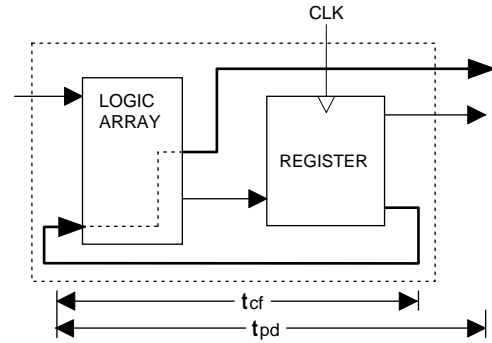 CLK
LOGIC
ARRAY
REGISTER
tcf
tpd